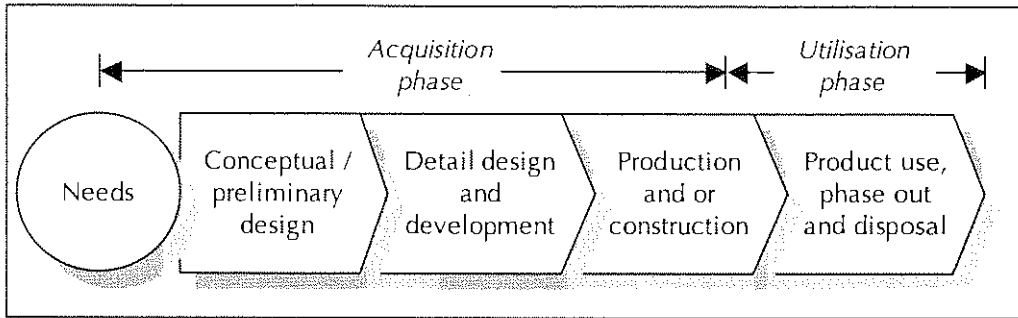 Acquisition
phase
Utilisation
phase
Needs
Conceptual /
preliminary
design
Detail design
and
development
Production
and or
construction
Product use,
phase out
and disposal